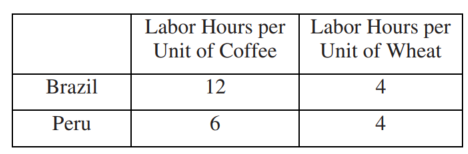 Labor Hours per Unit of Coffee
Labor Hours per Unit of Wheat
Brazil 12 4
Peru 6 4